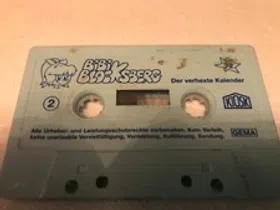 BiBi
BLOCKSBERG
Der verhexte Kalender
2
KIOSK
GEMA
Alle Urheber- und Leistungsschutzrechte vorbehalten. Kein Verleih,
keine unerlaubte Vervielfältigung, Vermietung, Aufführung, Sendung